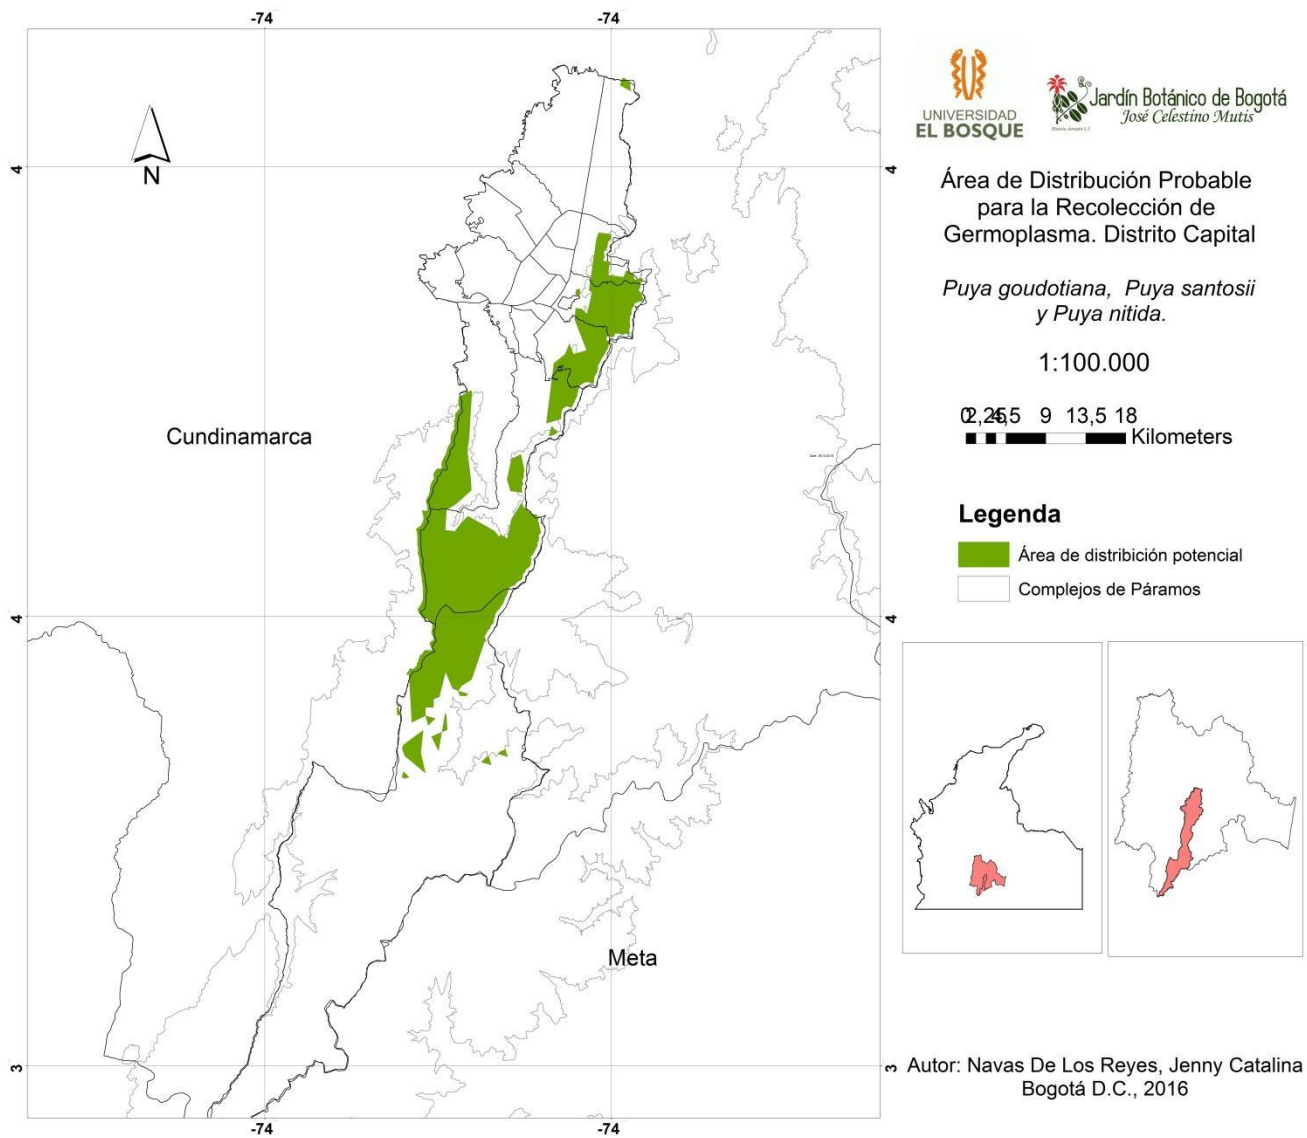 -74
-74
4
4
N
Cundinamarca
4
4
Meta
3
3
-74
-74
UNIVERSIDAD
EL BOSQUE
Jardín Botánico de Bogotá
José Celestino Mutis
Área de Distribución Probable
para la Recolección de
Germoplasma. Distrito Capital
Puya goudotiana, Puya santosii
y Puya nitida.
1:100.000
0 2,25 4,5 9 13,5 18
Kilometers
Legenda
Área de distribición potencial
Complejos de Páramos
Autor: Navas De Los Reyes, Jenny Catalina
Bogotá D.C., 2016